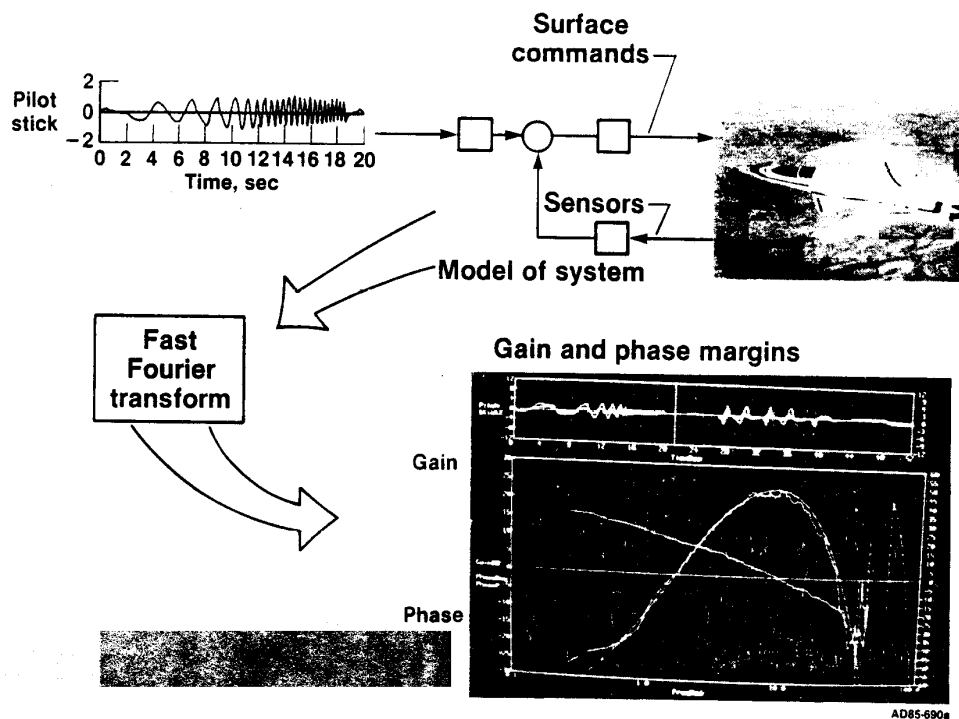 Surface
commands
Pilot
stick
2
0
−2
0 2 4 6 8 10 12 14 16 18 20
Time, sec
Sensors
Model of system
Fast
Fourier
transform
Gain and phase margins
Gain
Phase
AD85-690a